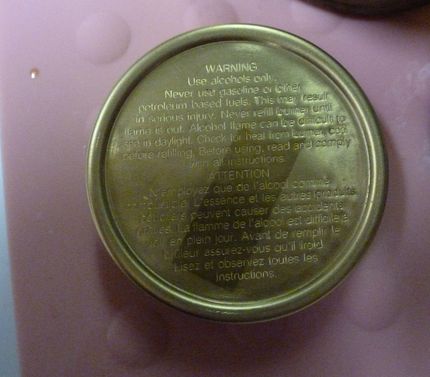 WARNING
Use alcohols only.
Never use gasoline or other
petroleum based fuels. This may result
in serious injury. Never refill burner until
flame is out. Alcohol flame can be difficult to
see in daylight. Check for heat from burner
before refilling. Before using, read and comply
with all instructions.
ATTENTION
N'employez que de l'alcool comme
L'essence et les autres produits
peuvent causer des accidents
La flamme de l'alcool est difficile à
voir en plein jour. Avant de remplir le
brûleur assurez-vous qu'il froid.
Lisez et observez toutes les
instructions.